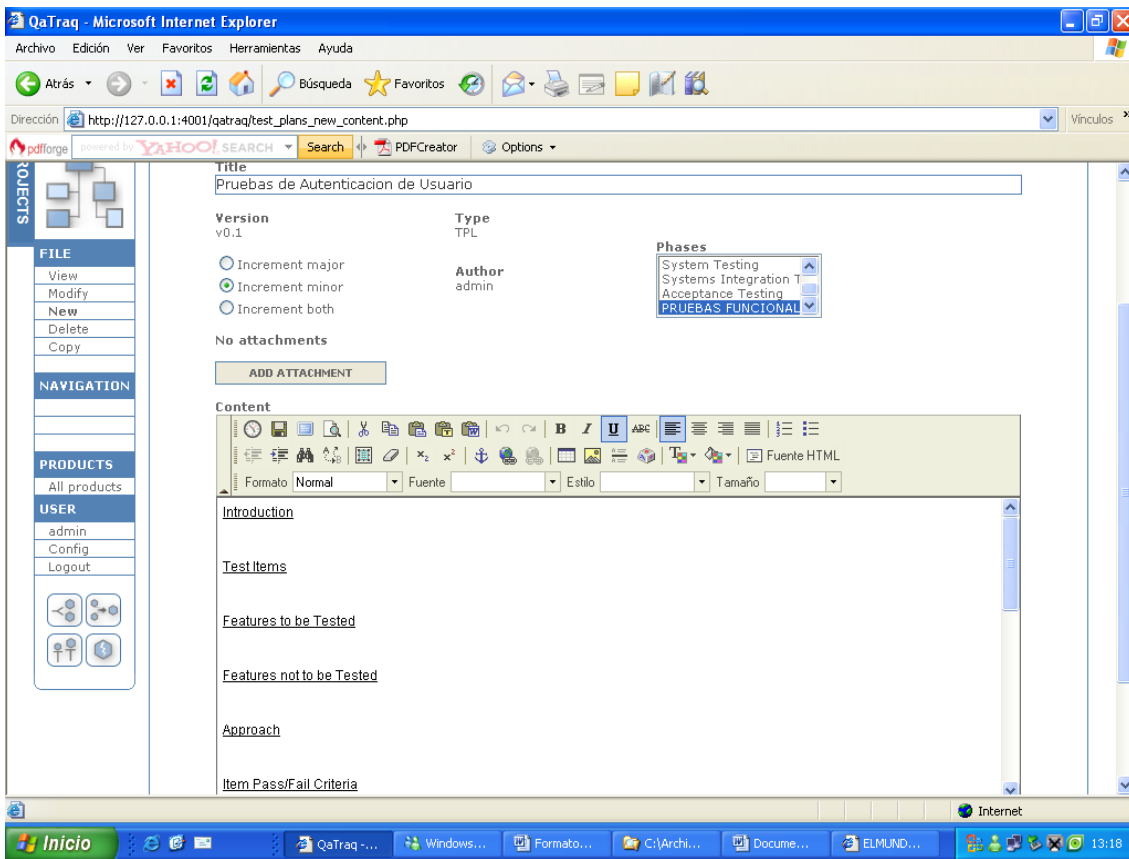 QaTraq - Microsoft Internet Explorer
Archivo Edición Ver Favoritos Herramientas Ayuda
Atrás Búsqueda Favoritos
Dirección http://127.0.0.1:4001/qatraq/test_plans_new_content.php Vínculos »
pdfforge powered by YAHOO! SEARCH Search PDFCreator Options
ROJECTS
Title
Pruebas de Autenticacion de Usuario
Version Type
v0.1 TPL
Phases
System Testing
Systems Integration T
Acceptance Testing
PRUEBAS FUNCIONAL
Increment major
Increment minor
Increment both
Author
admin
No attachments
ADD ATTACHMENT
FILE
View
Modify
New
Delete
Copy
NAVIGATION
PRODUCTS
All products
USER
admin
Config
Logout
Content
B I U ABC
x₂ x² Fuente HTML
Formato Normal Fuente Estilo Tamaño
Introduction
Test Items
Features to be Tested
Features not to be Tested
Approach
Item Pass/Fail Criteria
Internet
Inicio QaTraq -... Windows... Formato... C:\Archi... Docume... ELMUND... 13:18